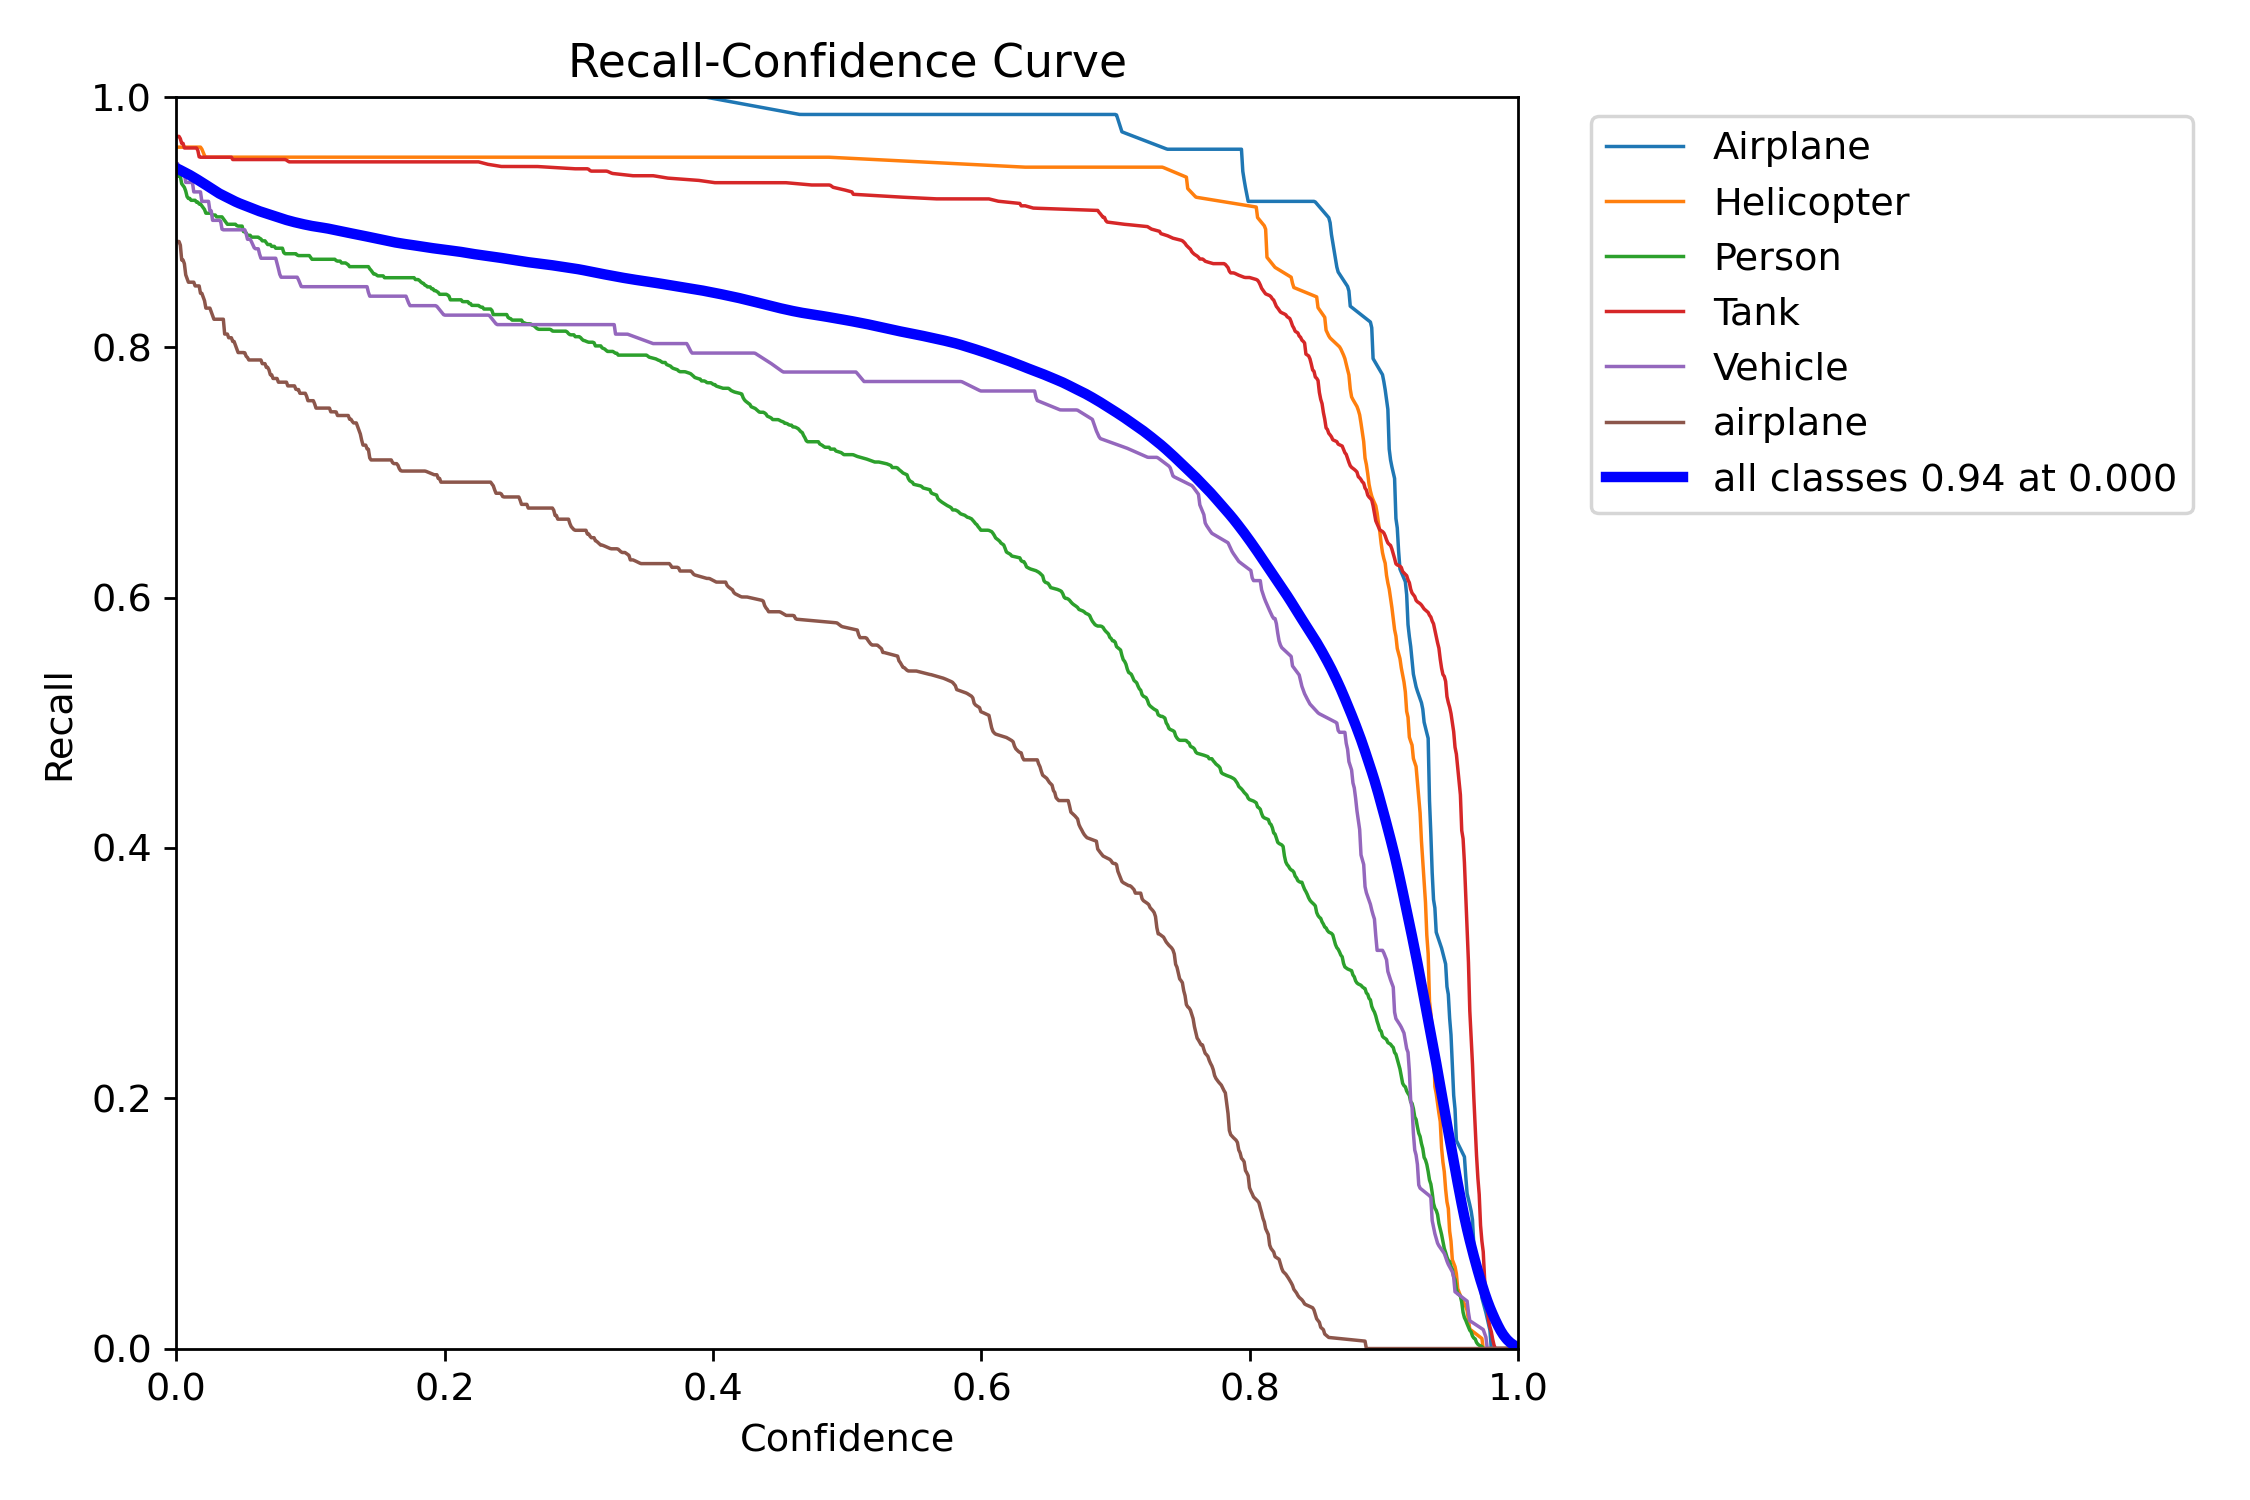 Recall-Confidence Curve
1.0
0.8
0.6
0.4
0.2
0.0
Recall
0.0 0.2 0.4 0.6 0.8 1.0
Confidence
Airplane
Helicopter
Person
Tank
Vehicle
airplane
all classes 0.94 at 0.000